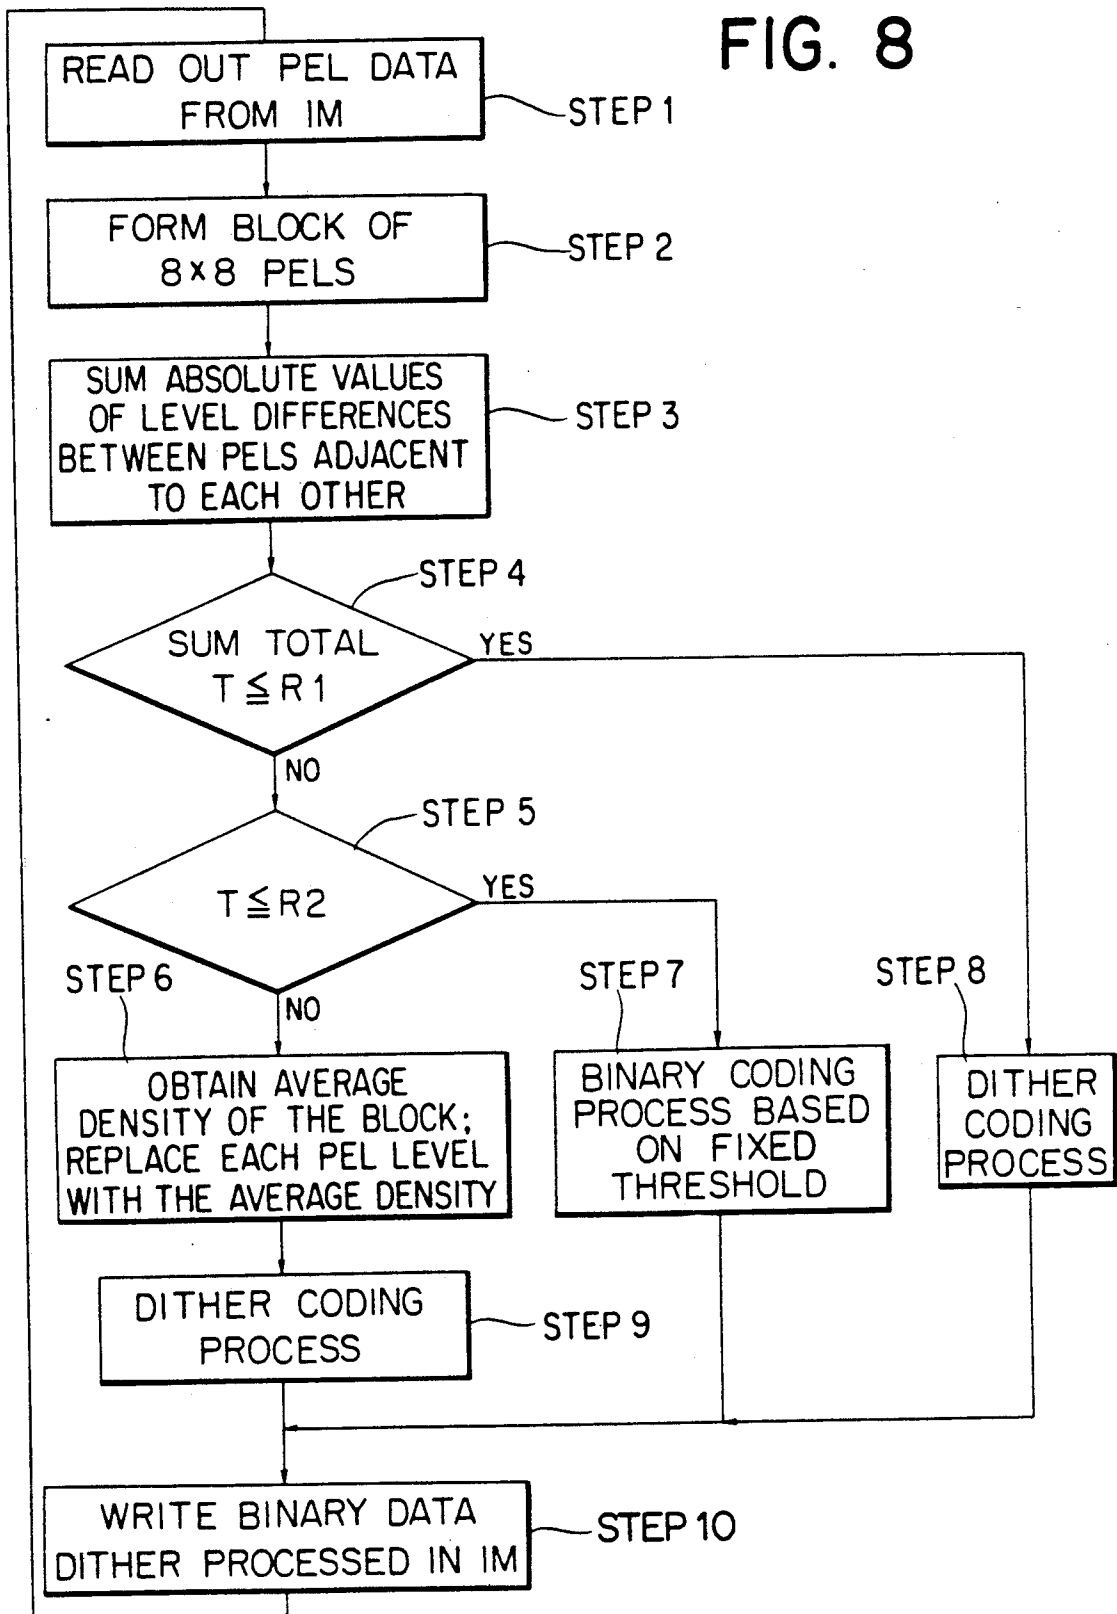 FIG. 8
READ OUT PEL DATA
FROM IM
STEP 1
FORM BLOCK OF
8×8 PELS
STEP 2
SUM ABSOLUTE VALUES
OF LEVEL DIFFERENCES
BETWEEN PELS ADJACENT
TO EACH OTHER
STEP 3
STEP 4
SUM TOTAL
T ≦ R1
YES
NO
STEP 5
T ≦ R2
YES
NO
STEP 6
OBTAIN AVERAGE
DENSITY OF THE BLOCK;
REPLACE EACH PEL LEVEL
WITH THE AVERAGE DENSITY
STEP 7
BINARY CODING
PROCESS BASED
ON FIXED
THRESHOLD
STEP 8
DITHER
CODING
PROCESS
DITHER CODING
PROCESS
STEP 9
WRITE BINARY DATA
DITHER PROCESSED IN IM
STEP 10